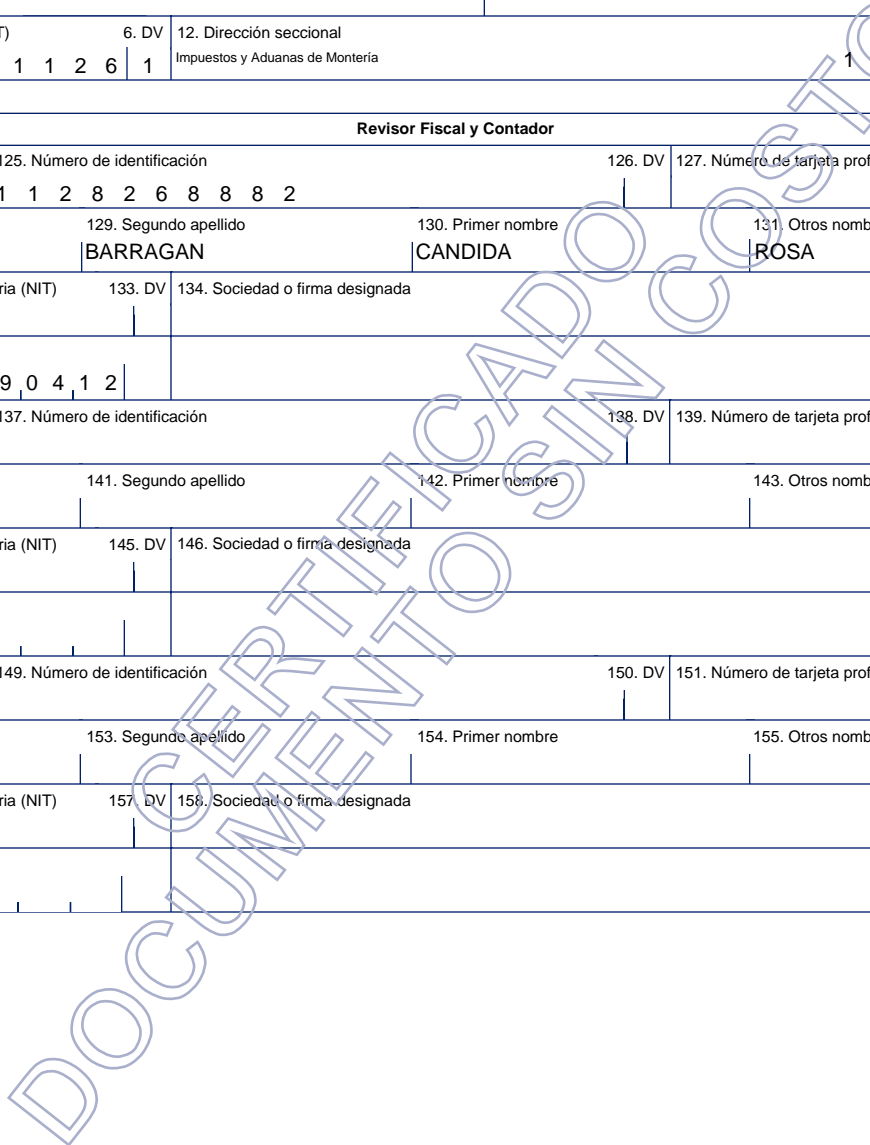 T) 6. DV 12. Dirección seccional
1 1 2 6 1 Impuestos y Aduanas de Montería 1
Revisor Fiscal y Contador
125. Número de identificación 126. DV 127. Número de tarjeta prof
1 1 2 8 2 6 8 8 8 2
129. Segundo apellido 130. Primer nombre 131. Otros nomb
BARRAGAN CANDIDA ROSA
ria (NIT) 133. DV 134. Sociedad o firma designada
9 0 4 1 2
137. Número de identificación 138. DV 139. Número de tarjeta prof
141. Segundo apellido 142. Primer nombre 143. Otros nomb
ria (NIT) 145. DV 146. Sociedad o firma designada
149. Número de identificación 150. DV 151. Número de tarjeta prof
153. Segundo apellido 154. Primer nombre 155. Otros nomb
ria (NIT) 157. DV 158. Sociedad o firma designada
CERTIFICADO
DOCUMENTO SIN COSTO